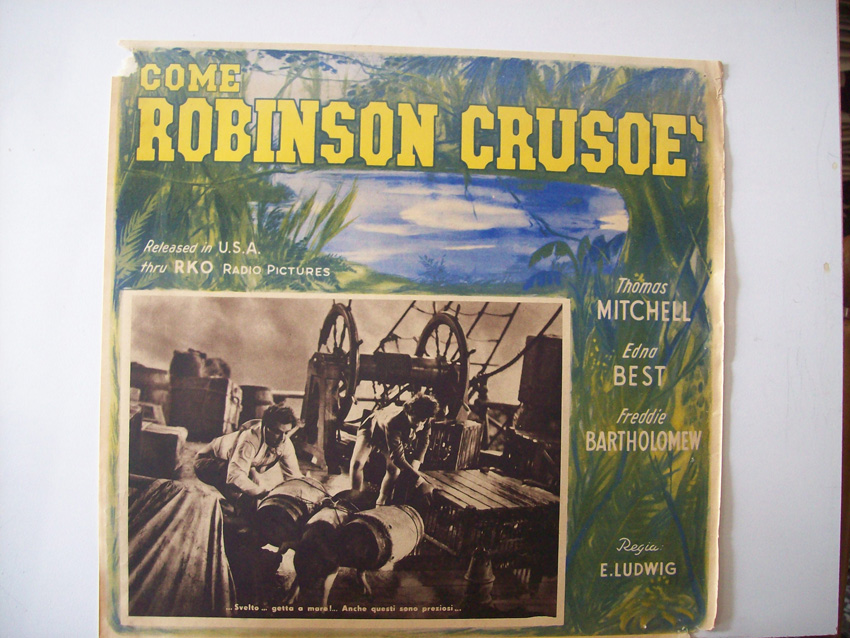 COME
ROBINSON CRUSOE'
Released in U.S.A.
thru RKO RADIO PICTURES
Thomas
MITCHELL
Edna
BEST
Freddie
BARTHOLOMEW
Regia:
E. LUDWIG
...Svelto... getta a mare!... Anche questi sono preziosi...